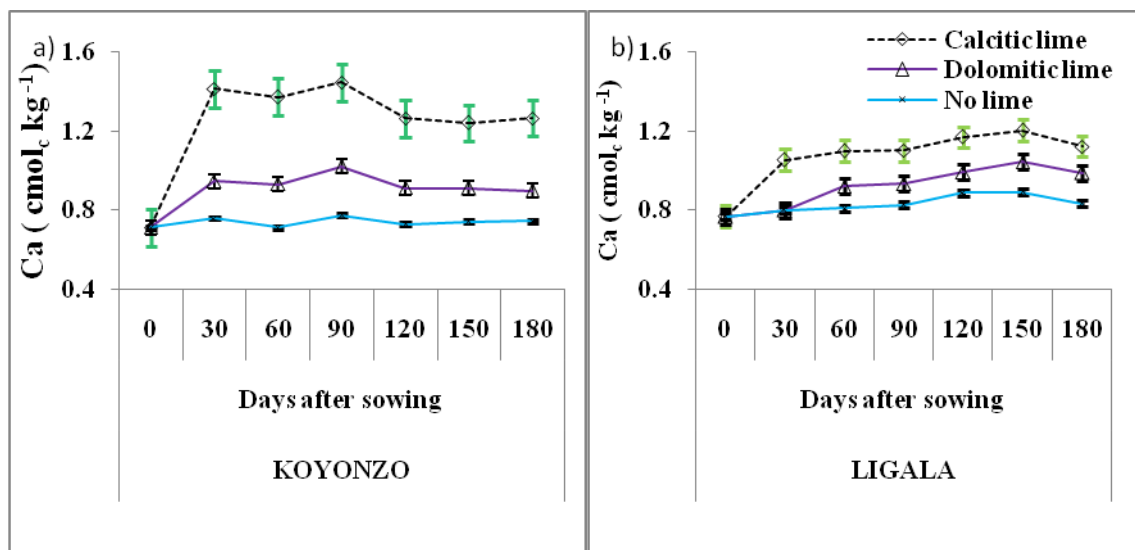 a)
Ca ( cmolc kg -1)
1.6
1.2
0.8
0.4
0 30 60 90 120 150 180
Days after sowing
KOYONZO
b)
Ca ( cmolc kg -1)
1.6
1.2
0.8
0.4
Calcitic lime
Dolomitic lime
No lime
0 30 60 90 120 150 180
Days after sowing
LIGALA